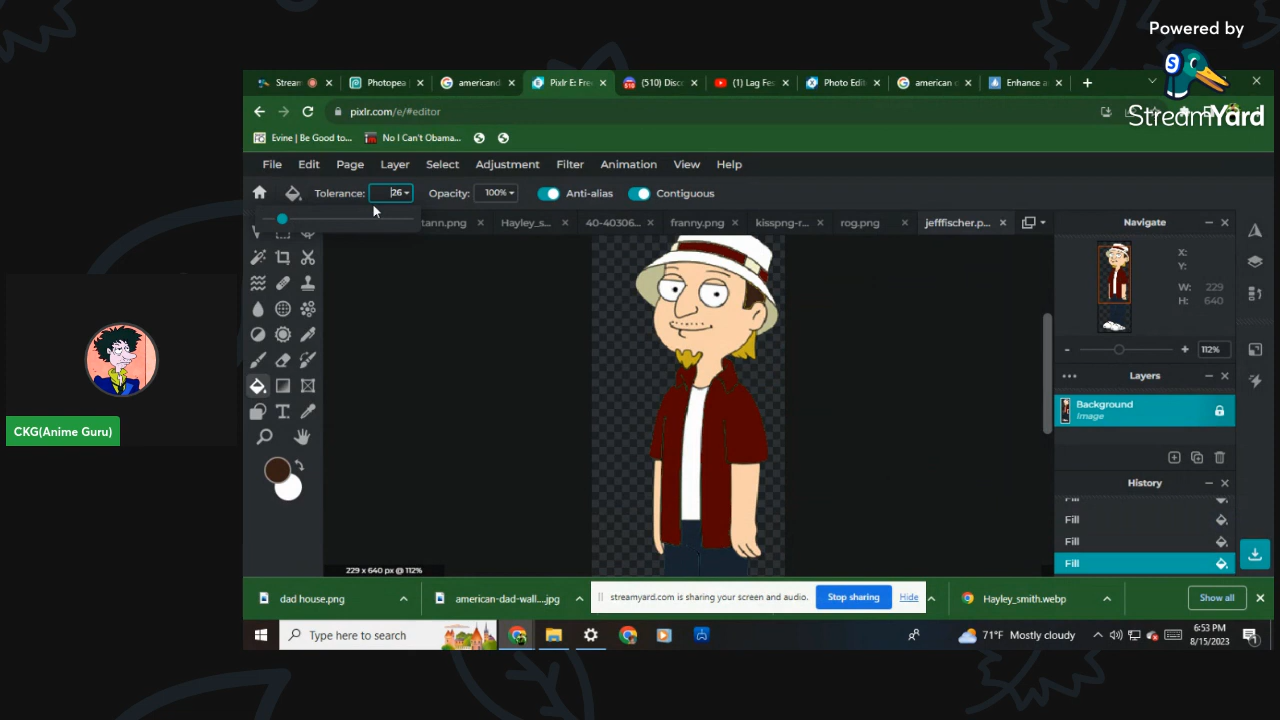 Powered by
StreamYard
Stream
Photopea
americand
Pixlr E: Free
(510) Disco
(1) Lag Fes
Photo Edit
american d
Enhance a
pixlr.com/e/#editor
Evine | Be Good to...
No I Can't Obama...
File Edit Page Layer Select Adjustment Filter Animation View Help
Tolerance: 26 Opacity: 100% Anti-alias Contiguous
tann.png
Hayley_s...
40-40306...
franny.png
kisspng-r...
rog.png
jefffischer.p...
Navigate
X:
Y:
W: 229
H: 640
112%
Layers
Background
Image
History
Fill
Fill
Fill
Fill
CKG(Anime Guru)
229 x 640 px @ 112%
dad house.png
american-dad-wall....jpg
streamyard.com is sharing your screen and audio.
Stop sharing
Hide
Hayley_smith.webp
Show all
Type here to search
71°F Mostly cloudy
6:53 PM
8/15/2023